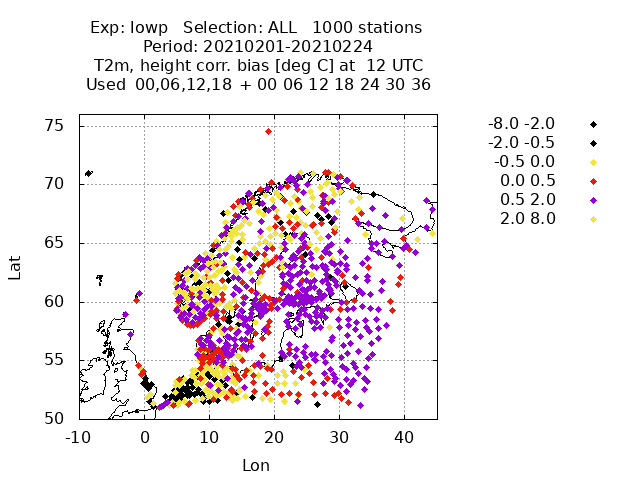 Exp: lowp   Selection: ALL   1000 stations
Period: 20210201-20210224
T2m, height corr. bias [deg C] at  12 UTC
Used  00,06,12,18  + 00 06 12 18 24 30 36
75
70
65
60
55
50
-10 0 10 20 30 40
Lat
Lon
-8.0 -2.0
-2.0 -0.5
-0.5 0.0
0.0 0.5
0.5 2.0
2.0 8.0